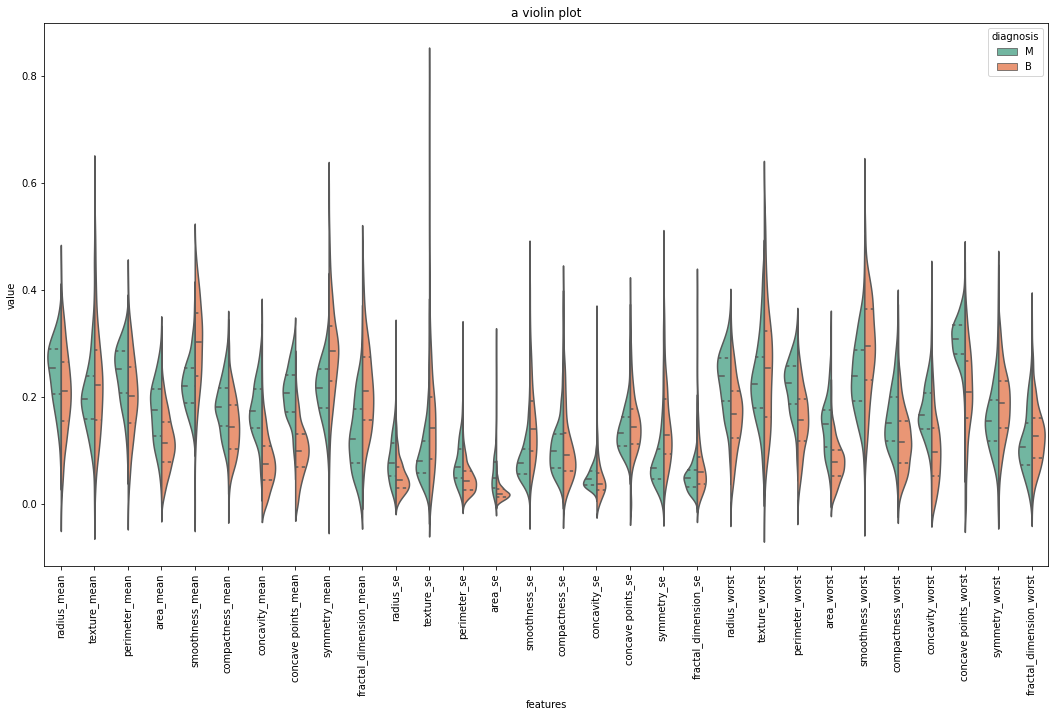 a violin plot
diagnosis
M
B
value
0.8
0.6
0.4
0.2
0.0
radius_mean
texture_mean
perimeter_mean
area_mean
smoothness_mean
compactness_mean
concavity_mean
concave points_mean
symmetry_mean
fractal_dimension_mean
radius_se
texture_se
perimeter_se
area_se
smoothness_se
compactness_se
concavity_se
concave points_se
symmetry_se
fractal_dimension_se
radius_worst
texture_worst
perimeter_worst
area_worst
smoothness_worst
compactness_worst
concavity_worst
concave points_worst
symmetry_worst
fractal_dimension_worst
features